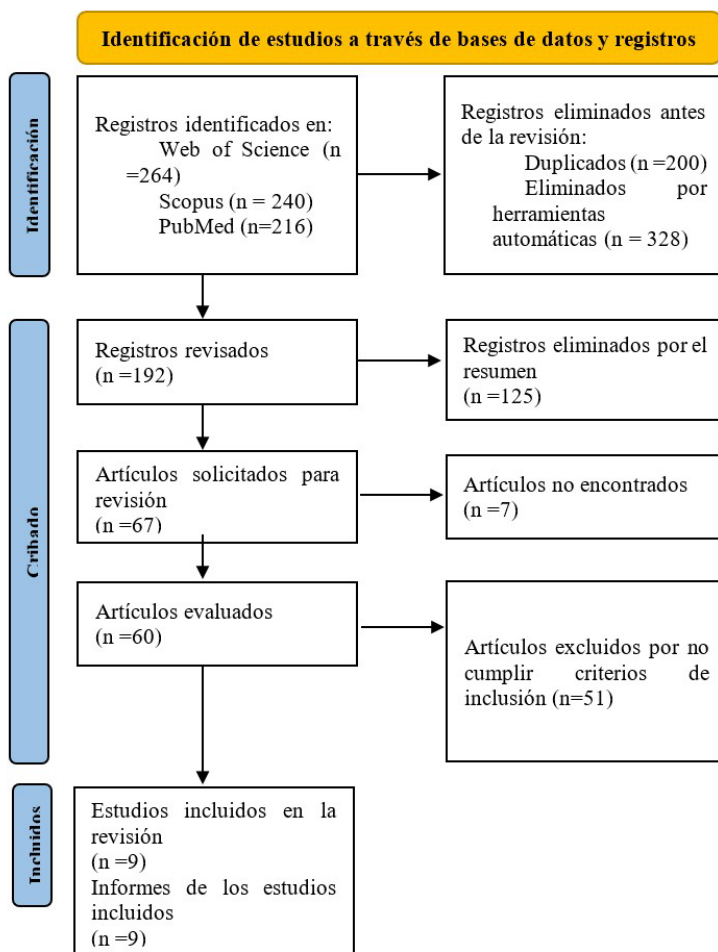 Identificación de estudios a través de bases de datos y registros
Identificación
Registros identificados en:
Web of Science (n
=264)
Scopus (n = 240)
PubMed (n=216)
Registros eliminados antes
de la revisión:
Duplicados (n =200)
Eliminados por
herramientas
automáticas (n = 328)
Cribado
Registros revisados
(n =192)
Registros eliminados por el
resumen
(n =125)
Artículos solicitados para
revisión
(n =67)
Artículos no encontrados
(n =7)
Artículos evaluados
(n =60)
Artículos excluidos por no
cumplir criterios de
inclusión (n=51)
Incluidos
Estudios incluidos en la
revisión
(n =9)
Informes de los estudios
incluidos
(n =9)